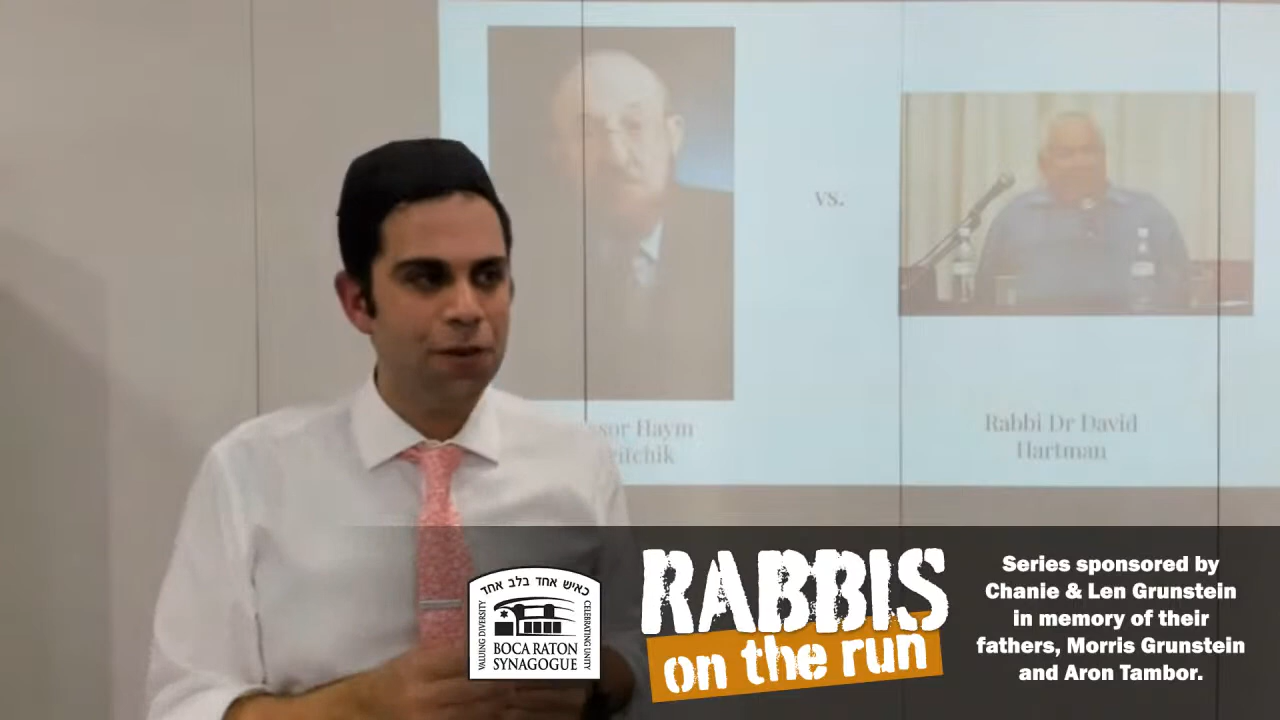 vs.
Haym
Rabbi Dr David
Hartman
כאיש אחד בלב אחד
VALUING DIVERSITY
CELEBRATING UNITY
BOCA RATON
SYNAGOGUE
RABBIS
on the run
Series sponsored by
Chanie & Len Grunstein
in memory of their
fathers, Morris Grunstein
and Aron Tambor.